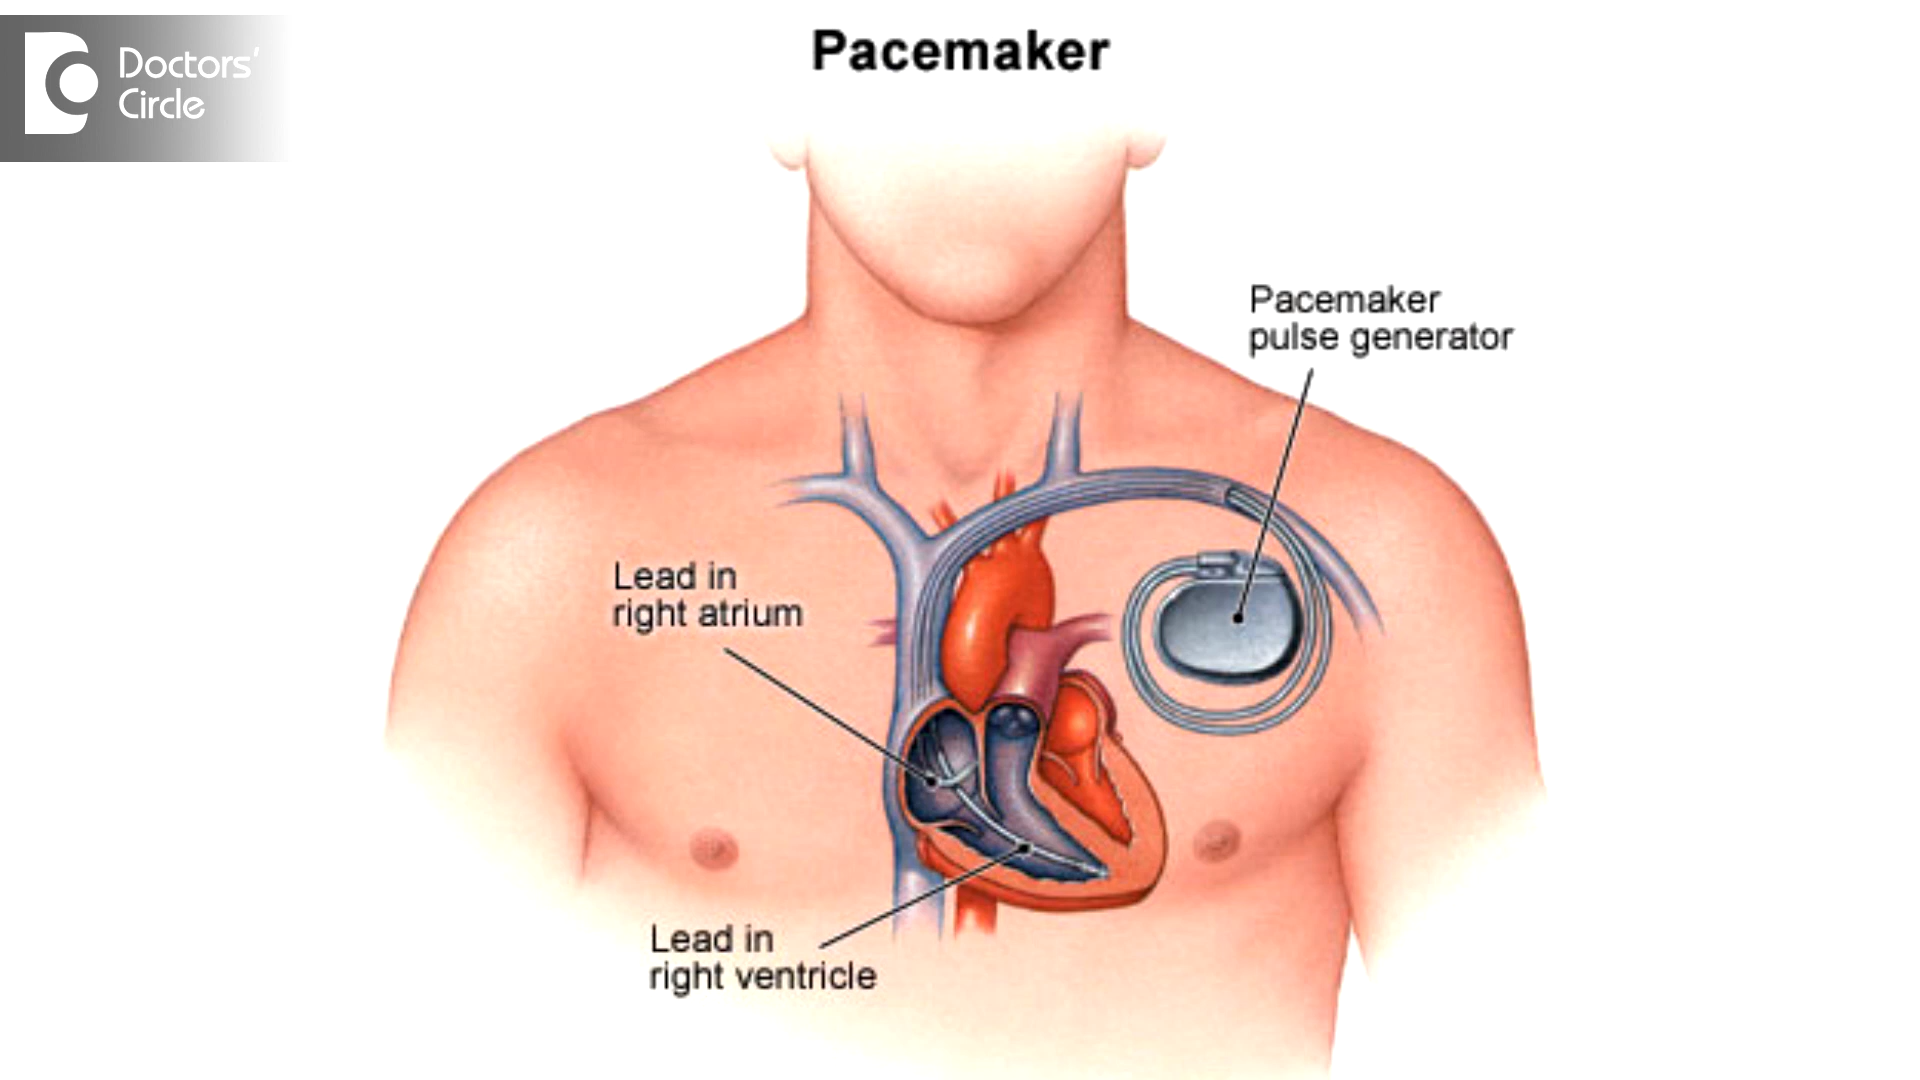 Doctors'
Circle
Pacemaker
Pacemaker
pulse generator
Lead in
right atrium
Lead in
right ventricle